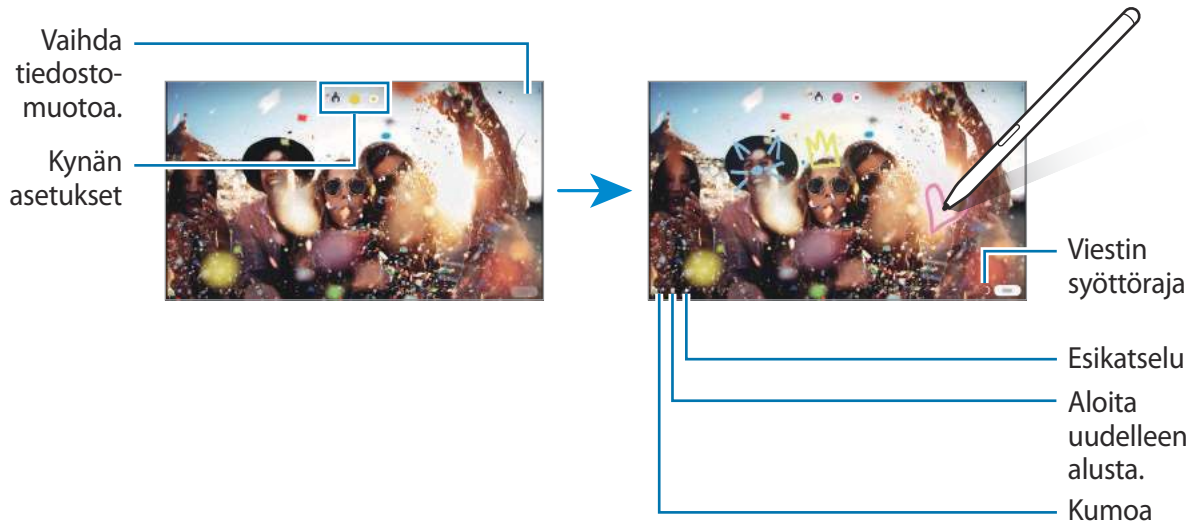 Vaihda
tiedosto-
muotoa.
Kynän
asetukset
Viestin
syöttöraja
Esikatselu
Aloita
uudelleen
alusta.
Kumoa